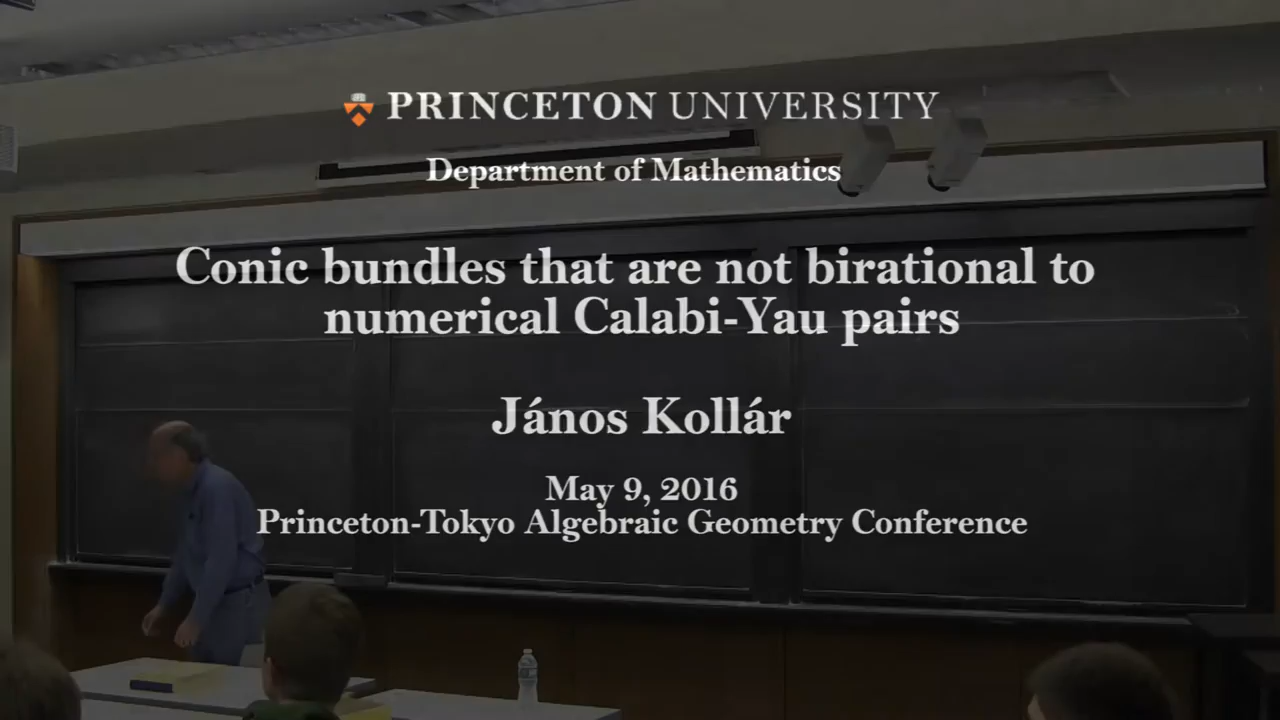 PRINCETON UNIVERSITY
Department of Mathematics
Conic bundles that are not birational to
numerical Calabi-Yau pairs
János Kollár
May 9, 2016
Princeton-Tokyo Algebraic Geometry Conference